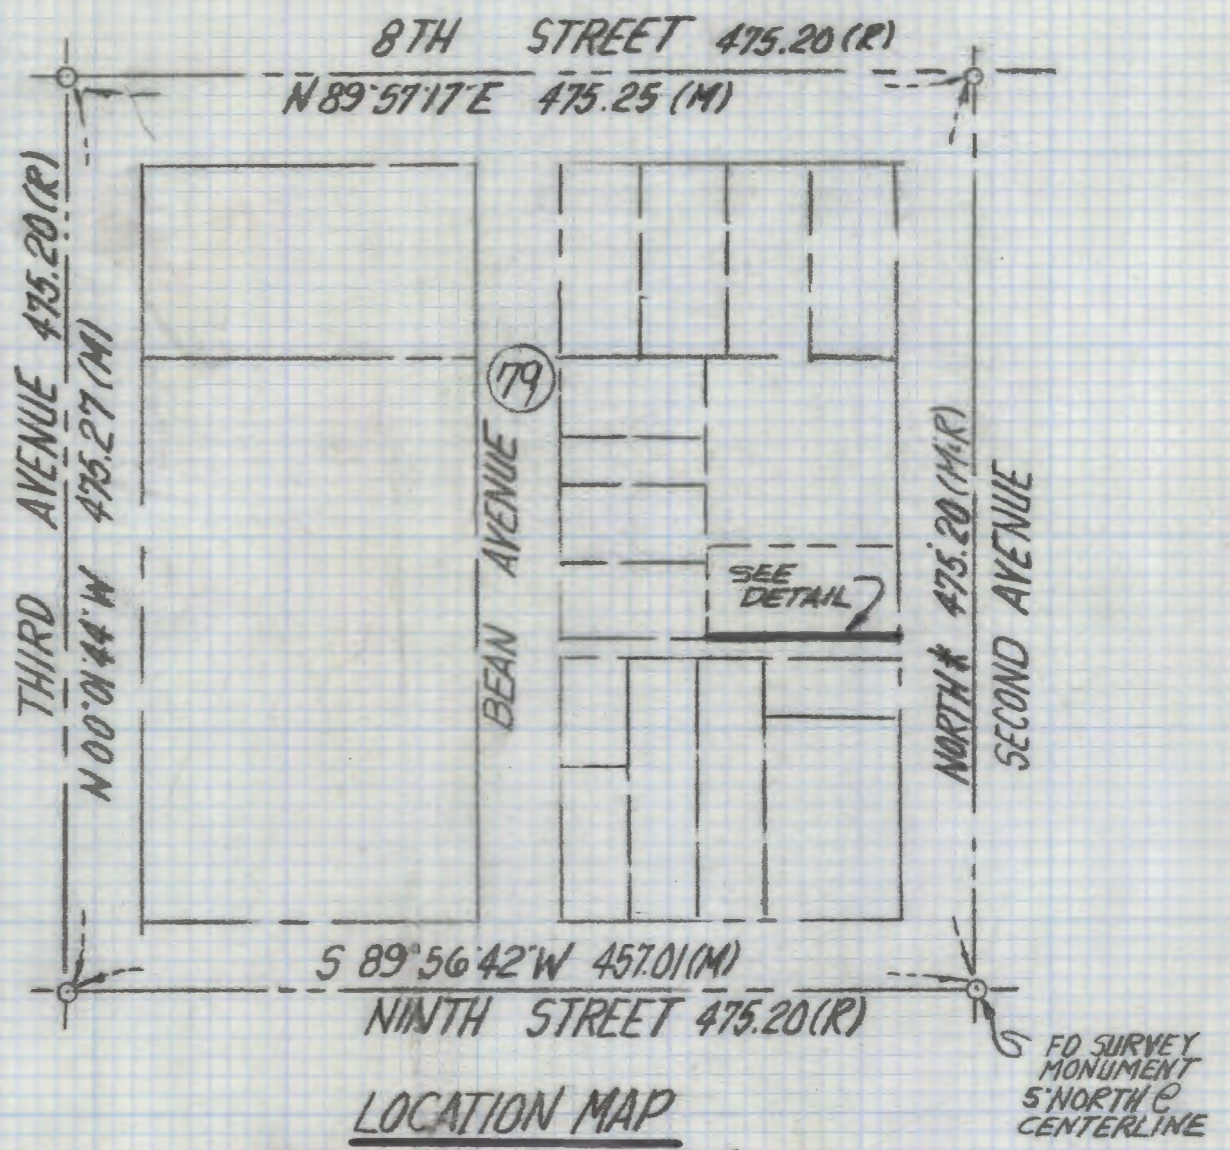 8TH STREET 475.20 (R)
N 89°57'17"E 475.25 (M)
THIRD AVENUE 475.20 (R)
N 00°01'44"W 475.27 (M)
79
BEAN AVENUE
SEE
DETAIL
NORTH* 475.20 (M&R)
SECOND AVENUE
S 89°56'42"W 457.01 (M)
NINTH STREET 475.20 (R)
FD SURVEY
MONUMENT
5' NORTH @
CENTERLINE
LOCATION MAP